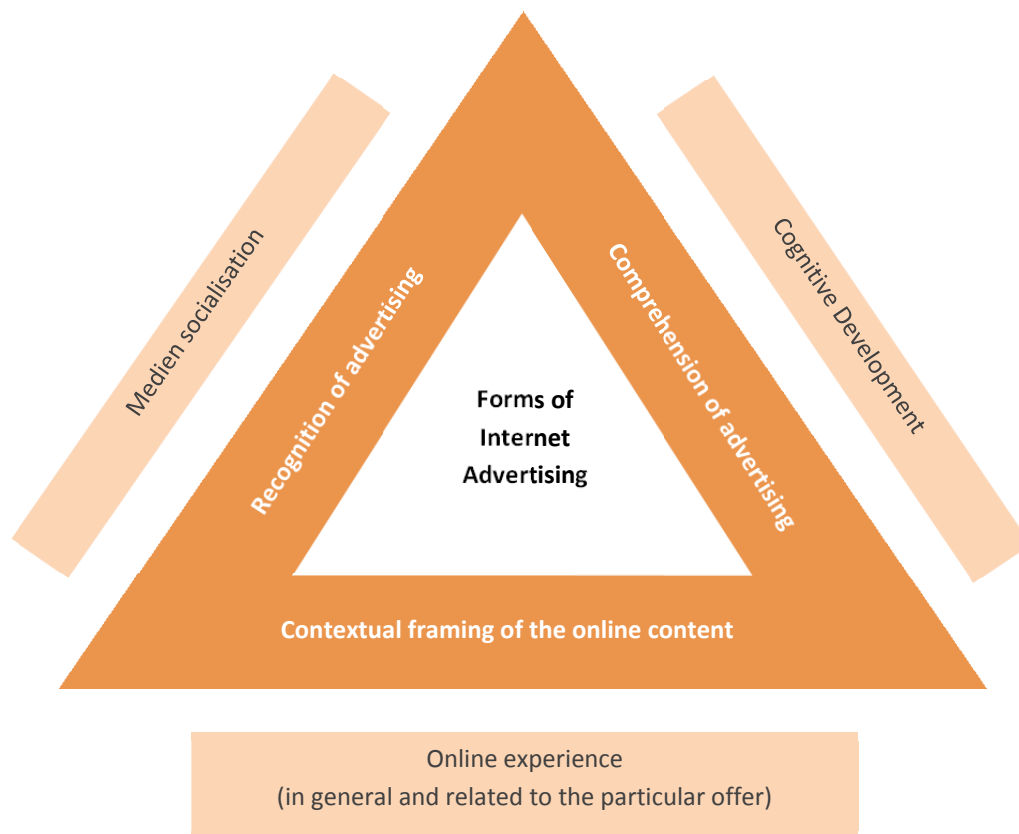 Medien socialisation
Cognitive Development
Recognition of advertising
Comprehension of advertising
Forms of
Internet
Advertising
Contextual framing of the online content
Online experience
(in general and related to the particular offer)